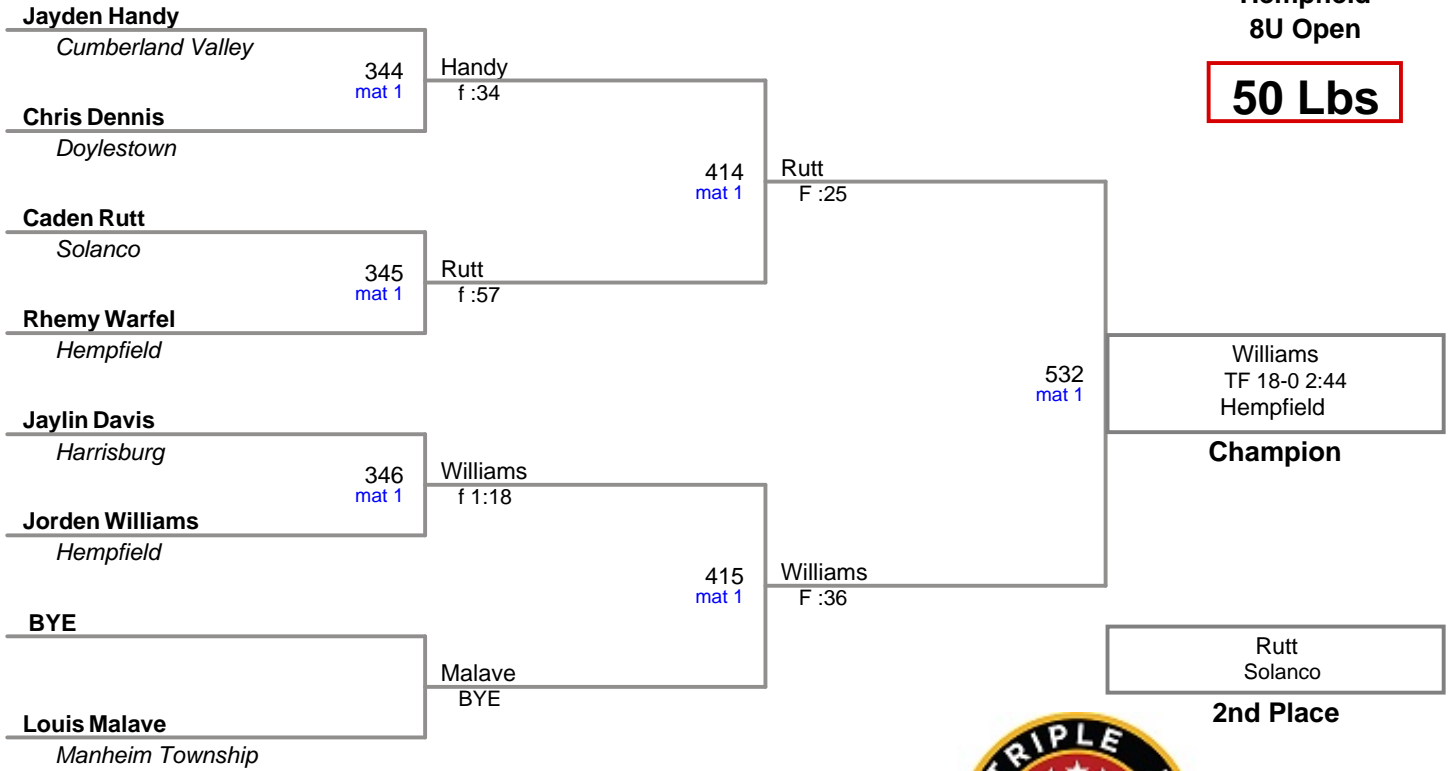 Hempfield
8U Open
50 Lbs
Jayden Handy
Cumberland Valley
344
mat 1
Handy
f :34
Chris Dennis
Doylestown
414
mat 1
Rutt
F :25
Caden Rutt
Solanco
345
mat 1
Rutt
f :57
Rhemy Warfel
Hempfield
532
mat 1
Williams
TF 18-0 2:44
Hempfield
Champion
Jaylin Davis
Harrisburg
346
mat 1
Williams
f 1:18
Jorden Williams
Hempfield
415
mat 1
Williams
F :36
BYE
Malave
BYE
Louis Malave
Manheim Township
Rutt
Solanco
2nd Place
TRIPLE